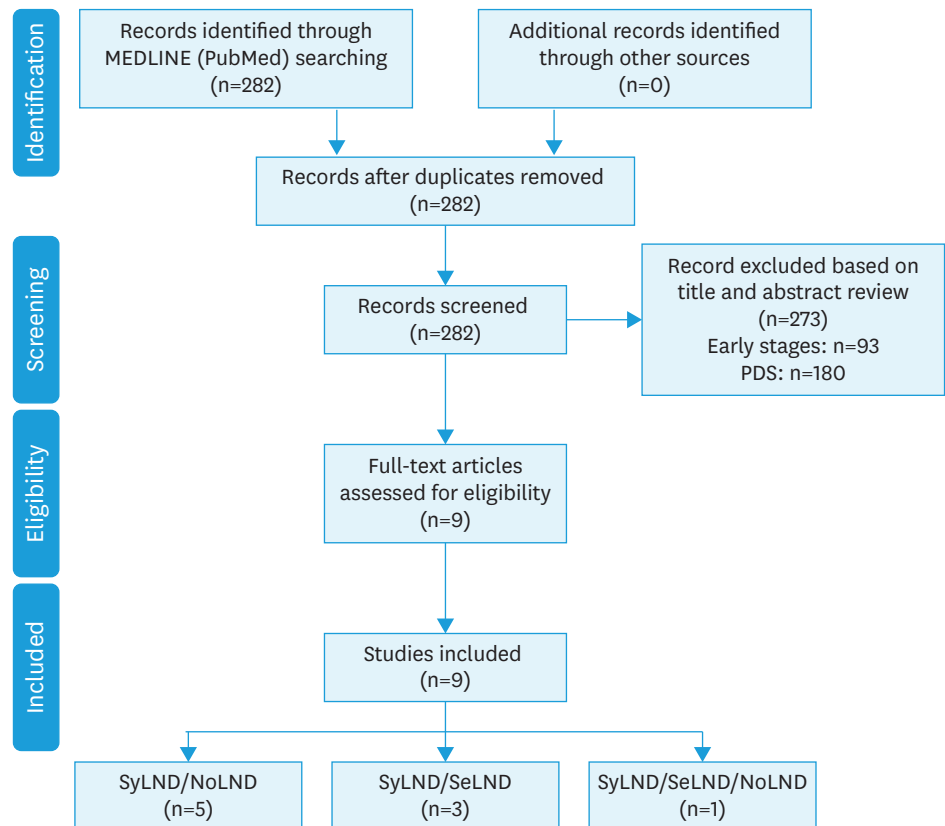 Identification
Records identified through
MEDLINE (PubMed) searching
(n=282)
Additional records identified
through other sources
(n=0)
Records after duplicates removed
(n=282)
Screening
Records screened
(n=282)
Record excluded based on
title and abstract review
(n=273)
Early stages: n=93
PDS: n=180
Eligibility
Full-text articles
assessed for eligibility
(n=9)
Included
Studies included
(n=9)
SyLND/NoLND
(n=5)
SyLND/SeLND
(n=3)
SyLND/SeLND/NoLND
(n=1)